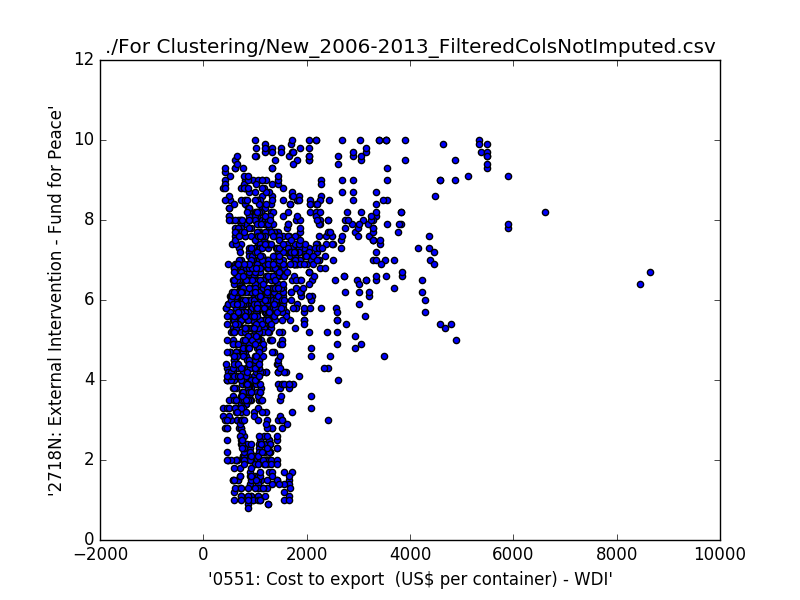 ./For Clustering/New_2006-2013_FilteredColsNotImputed.csv
12
10
8
6
4
2
0
'2718N: External Intervention - Fund for Peace'
−2000 0 2000 4000 6000 8000 10000
'0551: Cost to export  (US$ per container) - WDI'